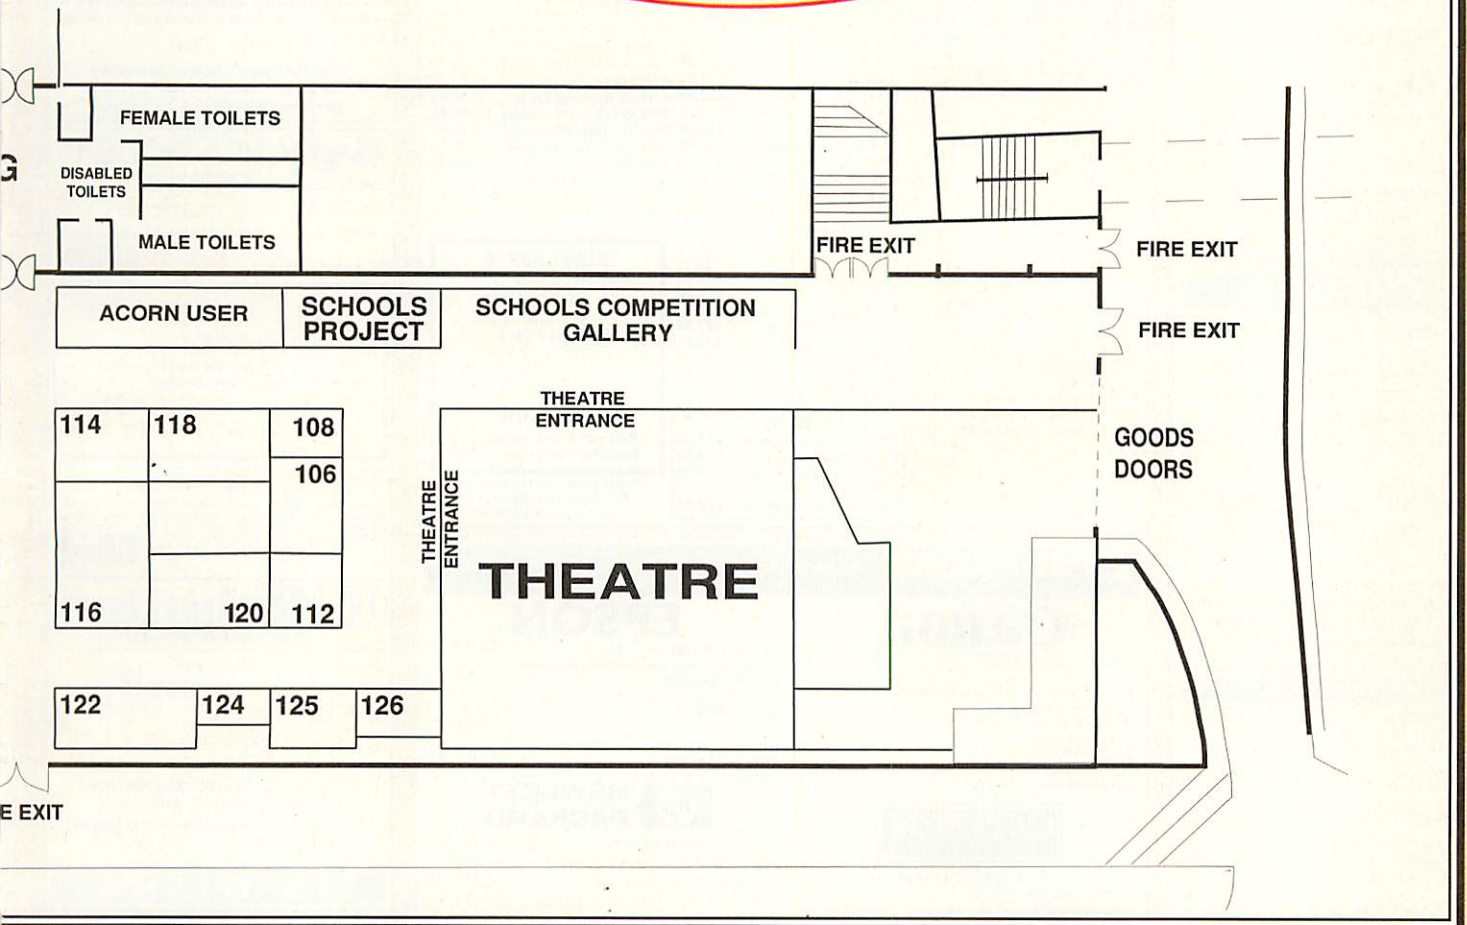 FEMALE TOILETS
G
DISABLED
TOILETS
MALE TOILETS
FIRE EXIT
FIRE EXIT
ACORN USER
SCHOOLS
PROJECT
SCHOOLS COMPETITION
GALLERY
FIRE EXIT
THEATRE
ENTRANCE
114
118
108
106
GOODS
DOORS
THEATRE
ENTRANCE
THEATRE
116
120
112
122
124
125
126
E EXIT